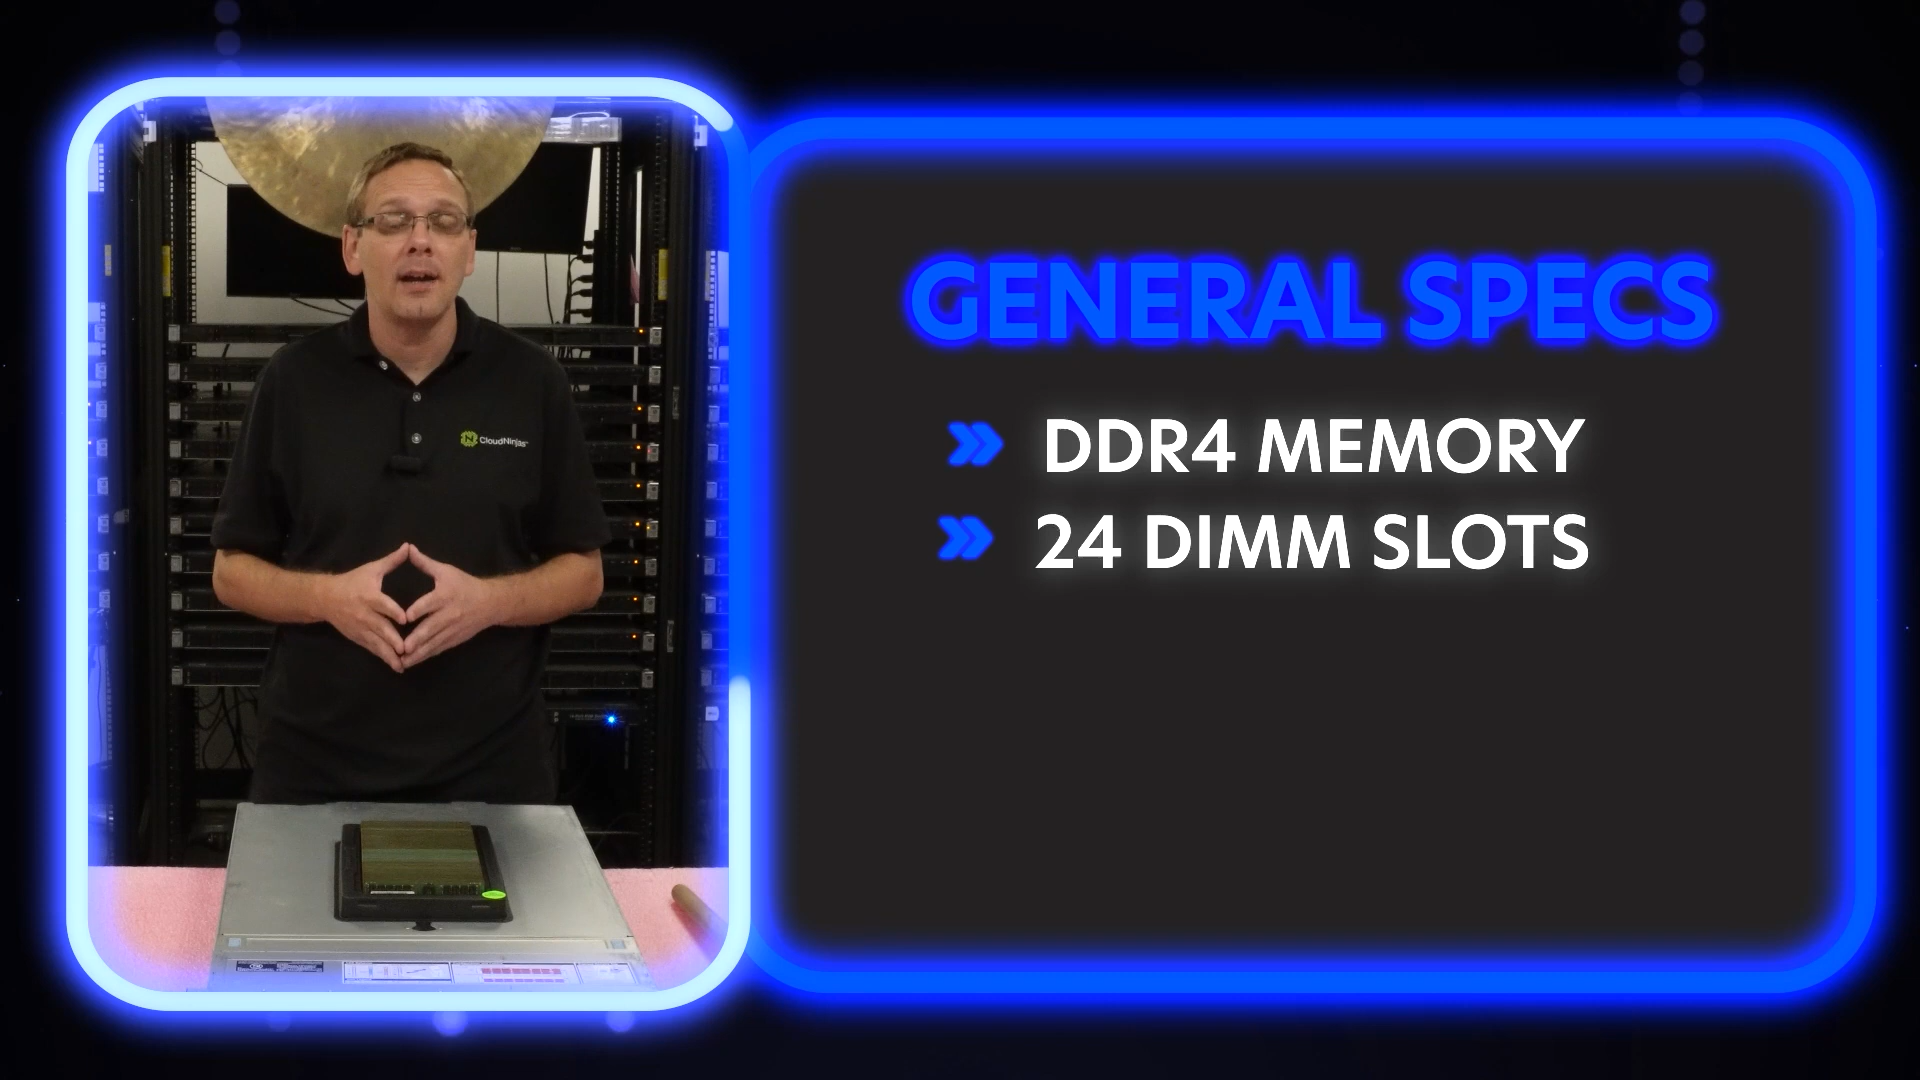 CloudNinjas
GENERAL SPECS
» DDR4 MEMORY
» 24 DIMM SLOTS